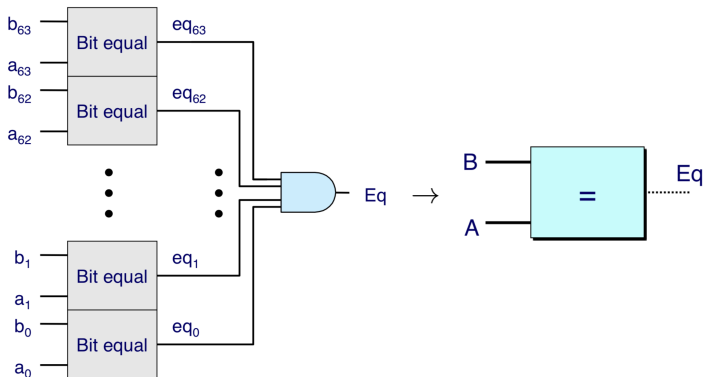 b63
Bit equal
eq63
a63
b62
Bit equal
eq62
a62
Eq
→
B
A
=
Eq
b1
Bit equal
eq1
a1
b0
Bit equal
eq0
a0